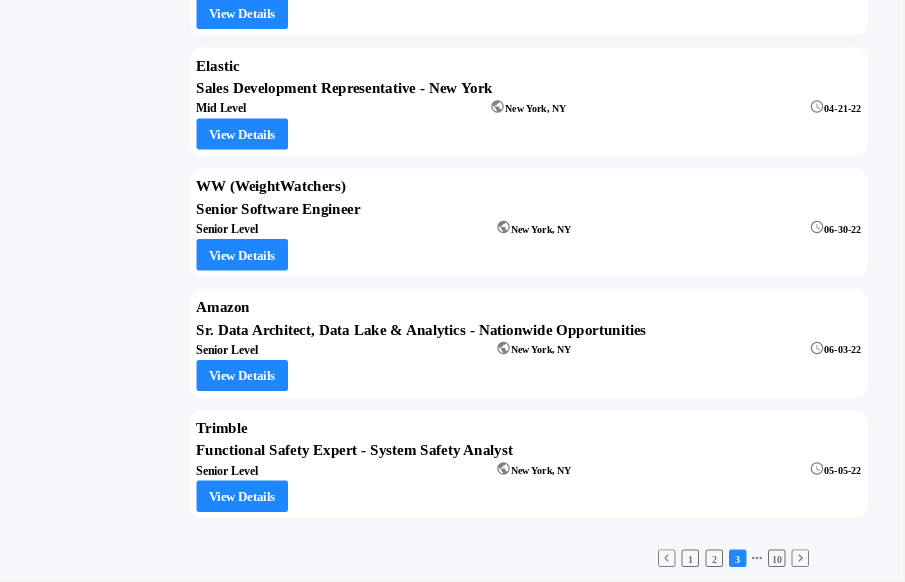 View Details
Elastic
Sales Development Representative - New York
Mid Level New York, NY 04-21-22
View Details
WW (WeightWatchers)
Senior Software Engineer
Senior Level New York, NY 06-30-22
View Details
Amazon
Sr. Data Architect, Data Lake & Analytics - Nationwide Opportunities
Senior Level New York, NY 06-03-22
View Details
Trimble
Functional Safety Expert - System Safety Analyst
Senior Level New York, NY 05-05-22
View Details
1 2 3 ••• 10